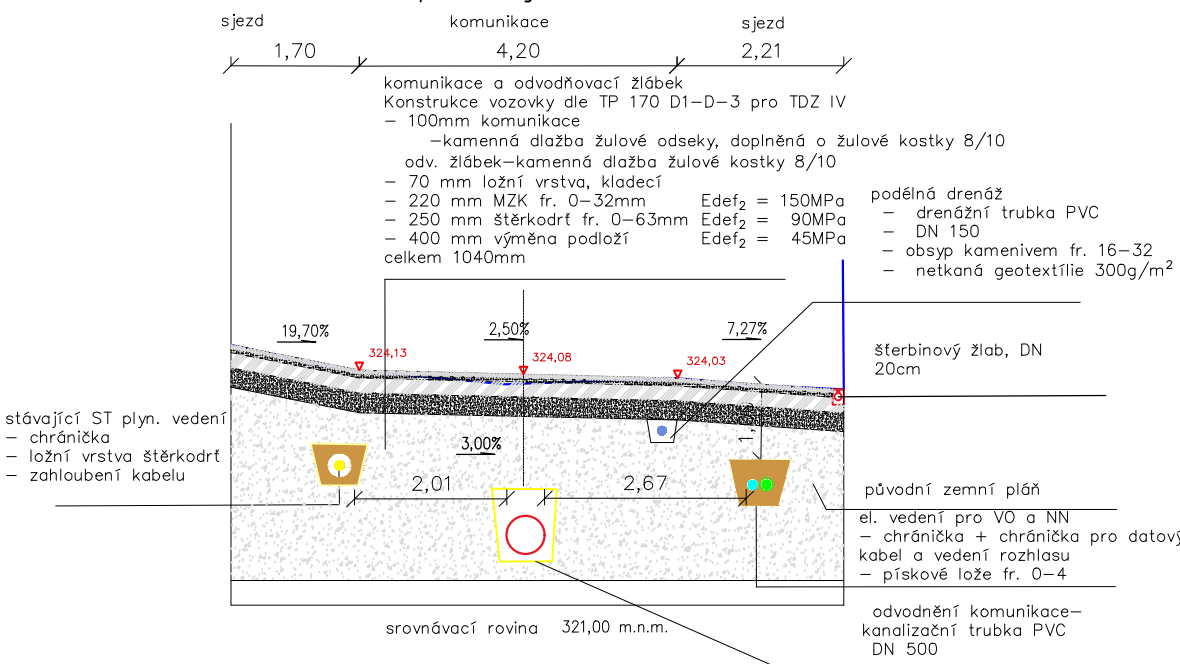 sjezd
komunikace
sjezd
1,70
4,20
2,21
komunikace a odvodňovací žlábek
Konstrukce vozovky dle TP 170 D1-D-3 pro TDZ IV
- 100mm komunikace
-kamenná dlažba žulové odseky, doplněná o žulové kostky 8/10
odv. žlábek-kamenná dlažba žulové kostky 8/10
- 70 mm ložní vrstva, kladecí
- 220 mm MZK fr. 0-32mm Edef₂ = 150MPa
- 250 mm štěrkodrť fr. 0-63mm Edef₂ = 90MPa
- 400 mm výměna podloží Edef₂ = 45MPa
celkem 1040mm
podélná drenáž
- drenážní trubka PVC
- DN 150
- obsyp kamenivem fr. 16-32
- netkaná geotextílie 300g/m²
19,70%
2,50%
7,27%
324,13
324,08
324,03
šterbinový žlab, DN
20cm
stávající ST plyn. vedení
- chránička
- ložní vrstva štěrkodrť
- zahloubení kabelu
3,00%
1,
2,01
2,67
původní zemní pláň
el. vedení pro VO a NN
- chránička + chránička pro datový
kabel a vedení rozhlasu
- pískové lože fr. 0-4
odvodnění komunikace-
kanalizační trubka PVC
DN 500
srovnávací rovina 321,00 m.n.m.